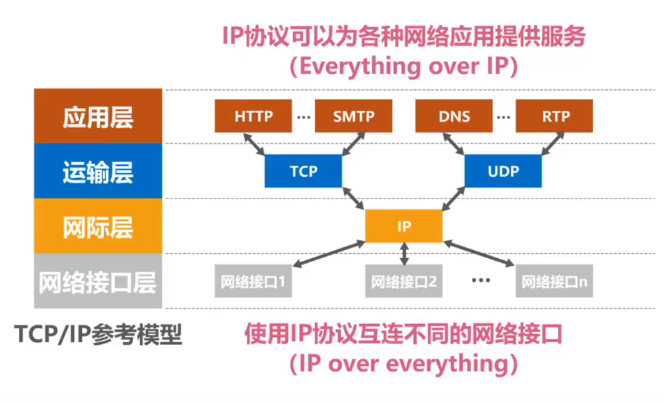 IP协议可以为各种网络应用提供服务
（Everything over IP）
应用层
HTTP ... SMTP DNS ... RTP
运输层
TCP UDP
网际层
IP
网络接口层
网络接口1 网络接口2 ... 网络接口n
TCP/IP参考模型
使用IP协议互连不同的网络接口
（IP over everything）